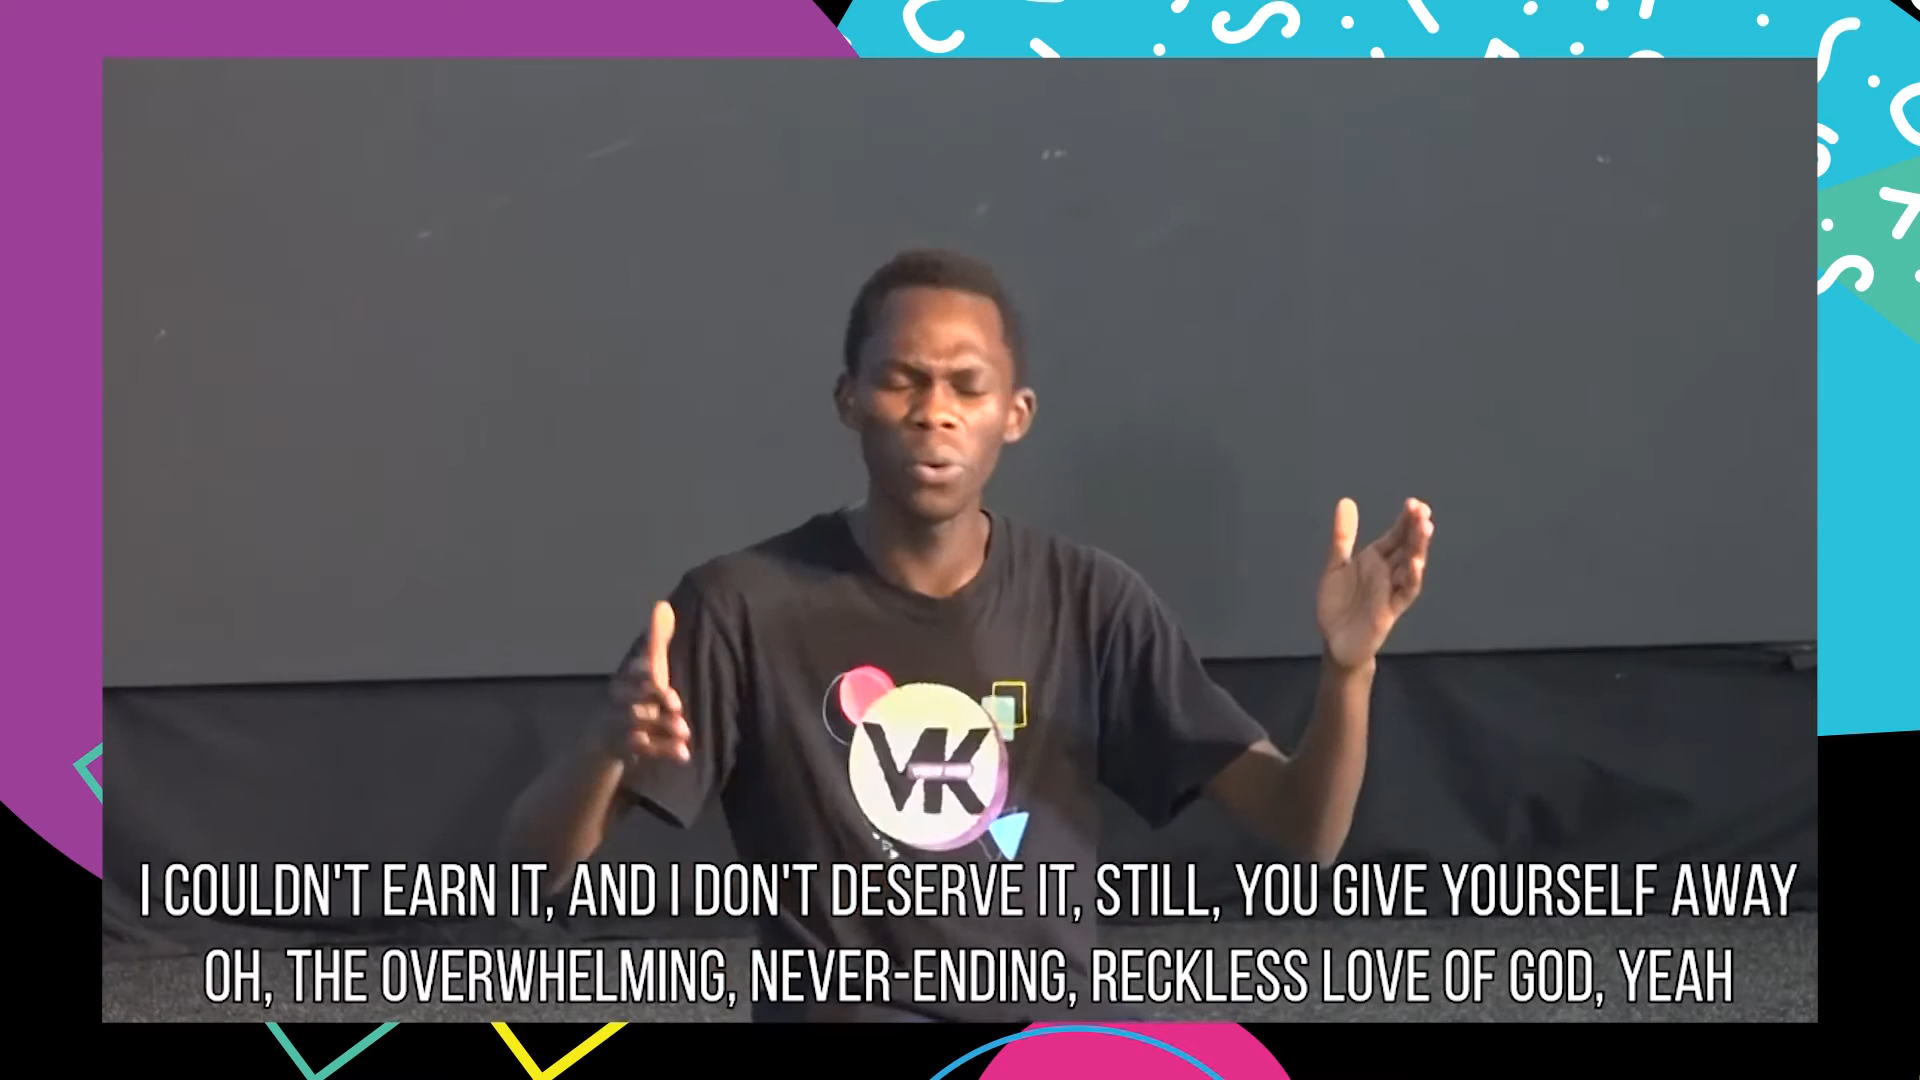 VK
I COULDN'T EARN IT, AND I DON'T DESERVE IT, STILL, YOU GIVE YOURSELF AWAY
OH, THE OVERWHELMING, NEVER-ENDING, RECKLESS LOVE OF GOD, YEAH